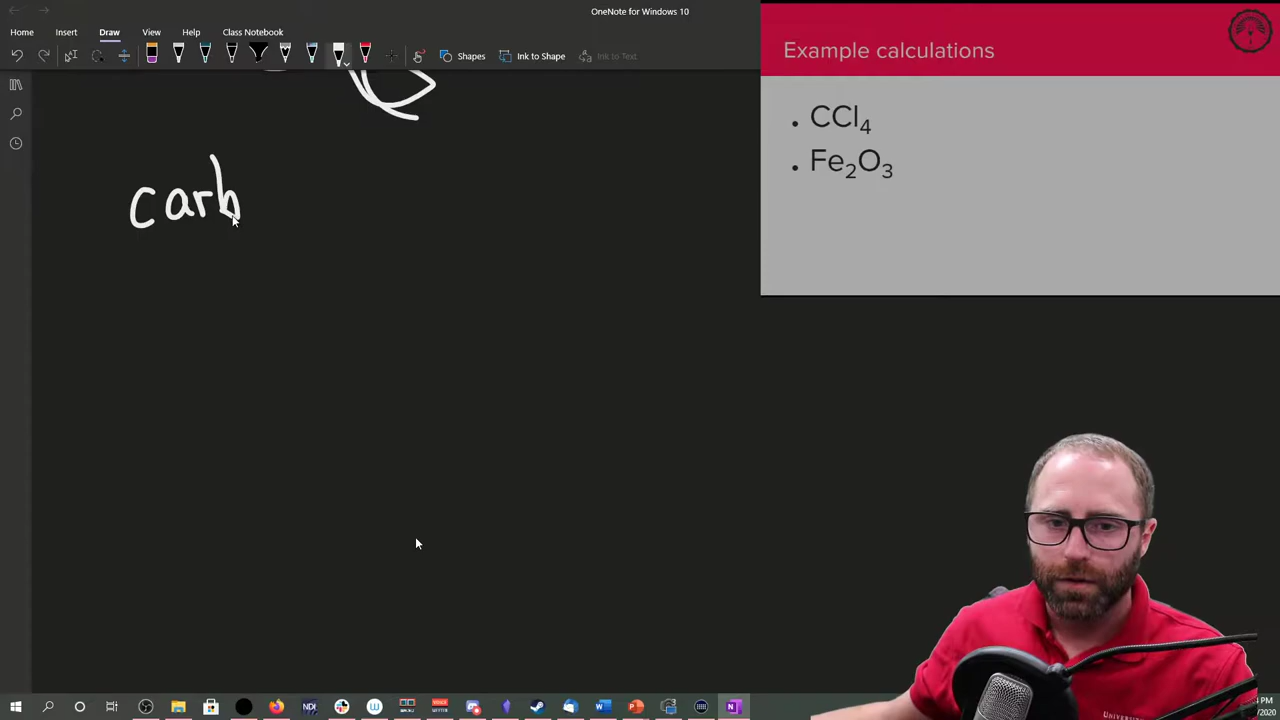 OneNote for Windows 10
Home Insert Draw View Help Class Notebook
Shapes Ink to Shape Ink to Text
Example calculations
• CCl₄
• Fe₂O₃
carb